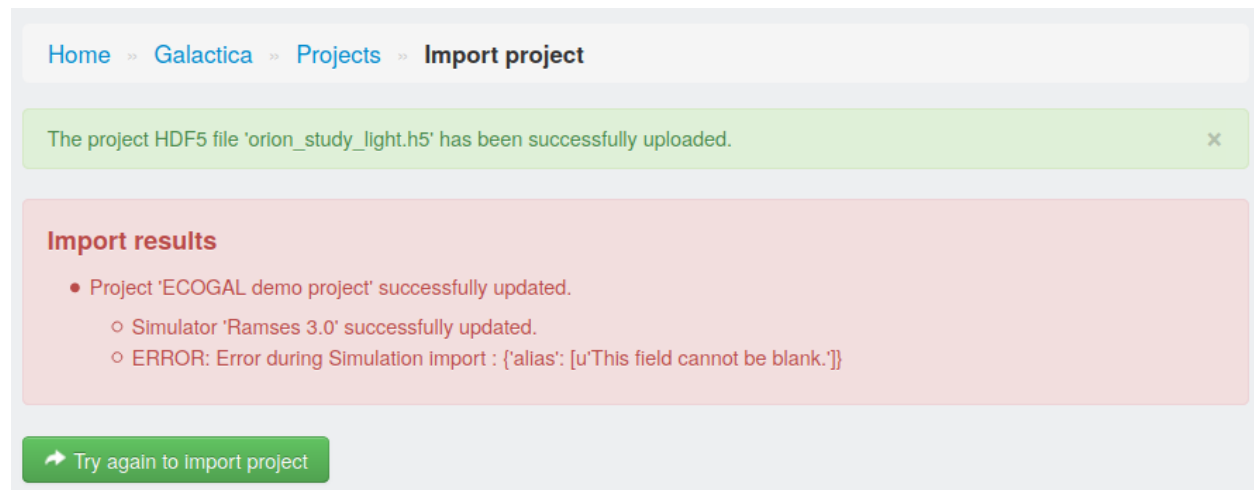 Home » Galactica » Projects » Import project
The project HDF5 file 'orion_study_light.h5' has been successfully uploaded. ×
Import results
• Project 'ECOGAL demo project' successfully updated.
○ Simulator 'Ramses 3.0' successfully updated.
○ ERROR: Error during Simulation import : {'alias': [u'This field cannot be blank.']}
Try again to import project